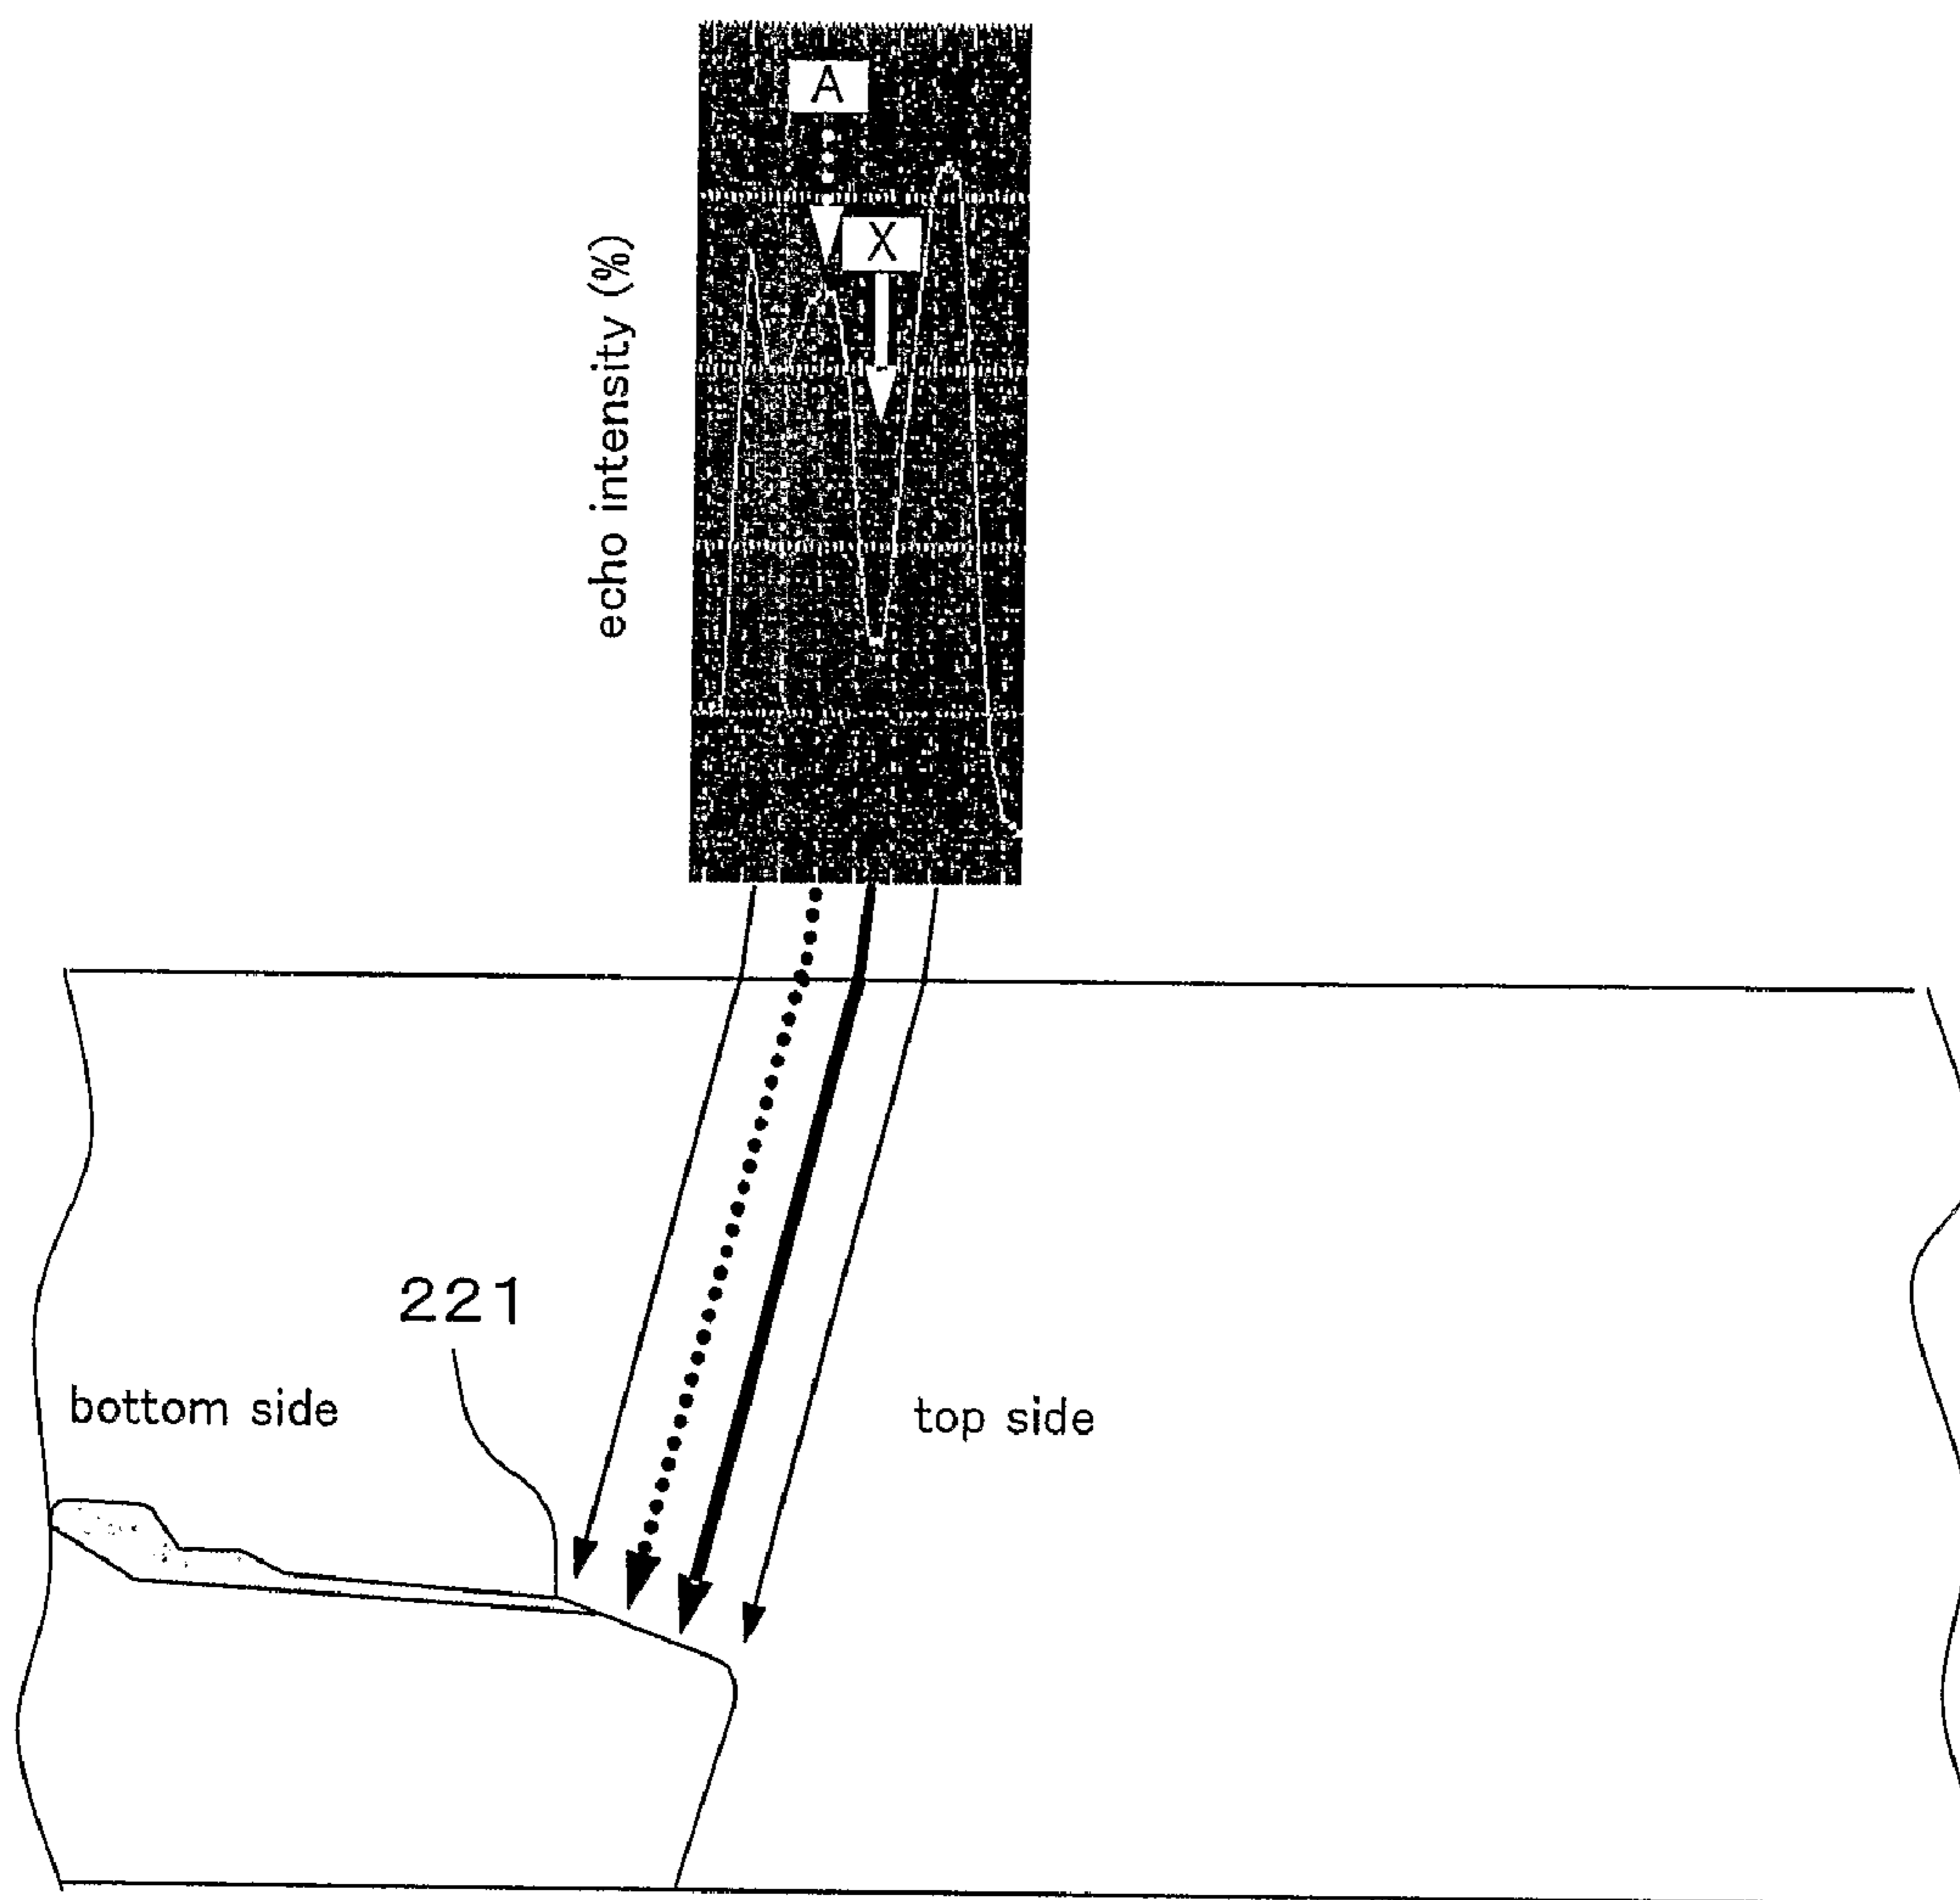 A
X
echo intensity (%)
221
bottom side
top side